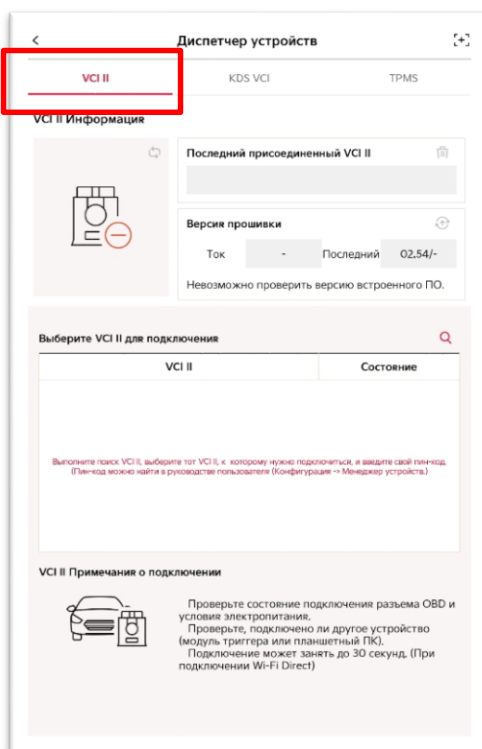 Диспетчер устройств
VCI II KDS VCI TPMS
VCI II Информация
Последний присоединенный VCI II
Версия прошивки
Ток - Последний 02.54/-
Невозможно проверить версию встроенного ПО.
Выберите VCI II для подключения
VCI II Состояние
Выполните поиск VCI II, выберите тот VCI II, к которому нужно подключиться, и введите свой пин-код.
(Пин-код можно найти в руководстве пользователя (Конфигурация -> Менеджер устройств.)
VCI II Примечания о подключении
Проверьте состояние подключения разъема OBD и
условия электропитания.
Проверьте, подключено ли другое устройство
(модуль триггера или планшетный ПК).
Подключение может занять до 30 секунд. (При
подключении Wi-Fi Direct)